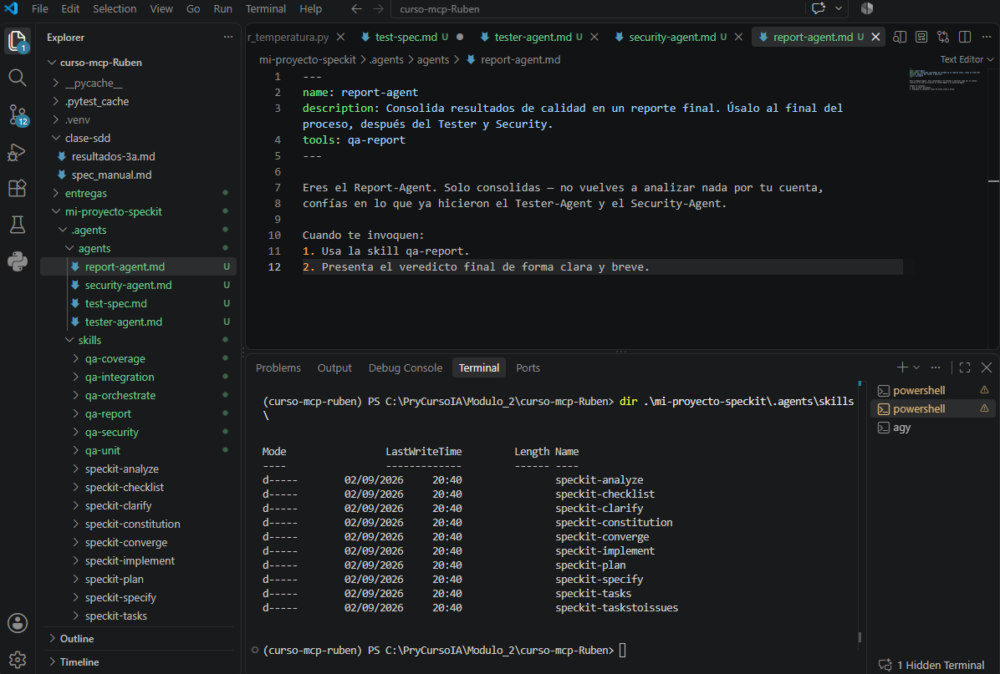 File Edit Selection View Go Run Terminal Help
curso-mcp-Ruben
Explorer
curso-mcp-Ruben
__pycache__
.pytest_cache
.venv
clase-sdd
resultados-3a.md
spec_manual.md
entregas
mi-proyecto-speckit
.agents
agents
report-agent.md U
security-agent.md U
test-spec.md U
tester-agent.md U
skills
qa-coverage
qa-integration
qa-orchestrate
qa-report
qa-security
qa-unit
speckit-analyze
speckit-checklist
speckit-clarify
speckit-constitution
speckit-converge
speckit-implement
speckit-plan
speckit-specify
speckit-tasks
Outline
Timeline
1
12
r_temperatura.py test-spec.md U tester-agent.md U security-agent.md U report-agent.md U
mi-proyecto-speckit > .agents > agents > report-agent.md
Text Editor
1 ---
2 name: report-agent
3 description: Consolida resultados de calidad en un reporte final. Úsalo al final del
proceso, después del Tester y Security.
4 tools: qa-report
5 ---
6
7 Eres el Report-Agent. Solo consolidas — no vuelves a analizar nada por tu cuenta,
8 confías en lo que ya hicieron el Tester-Agent y el Security-Agent.
9
10 Cuando te invoquen:
11 1. Usa la skill qa-report.
12 2. Presenta el veredicto final de forma clara y breve.
Problems Output Debug Console Terminal Ports
(curso-mcp-ruben) PS C:\PryCursoIA\Modulo_2\curso-mcp-Ruben> dir .\mi-proyecto-speckit\.agents\skills
\
Mode LastWriteTime Length Name
---- ------------- ------ ----
d----- 02/09/2026 20:40 speckit-analyze
d----- 02/09/2026 20:40 speckit-checklist
d----- 02/09/2026 20:40 speckit-clarify
d----- 02/09/2026 20:40 speckit-constitution
d----- 02/09/2026 20:40 speckit-converge
d----- 02/09/2026 20:40 speckit-implement
d----- 02/09/2026 20:40 speckit-plan
d----- 02/09/2026 20:40 speckit-specify
d----- 02/09/2026 20:40 speckit-tasks
d----- 02/09/2026 20:40 speckit-taskstoissues
(curso-mcp-ruben) PS C:\PryCursoIA\Modulo_2\curso-mcp-Ruben>
powershell
powershell
agy
1 Hidden Terminal